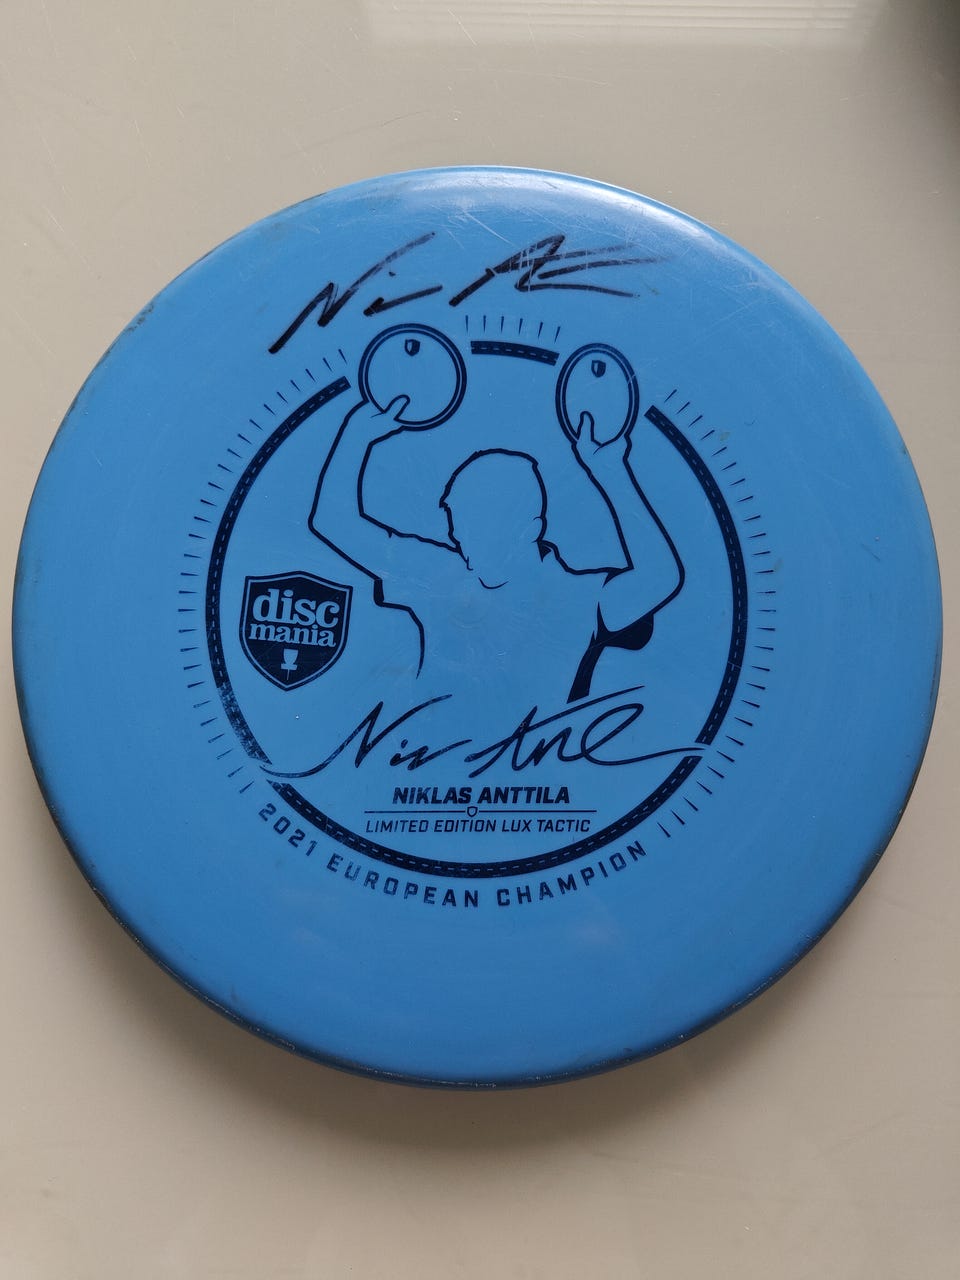 disc
mania
NIKLAS ANTTILA
LIMITED EDITION LUX TACTIC
2021 EUROPEAN CHAMPION